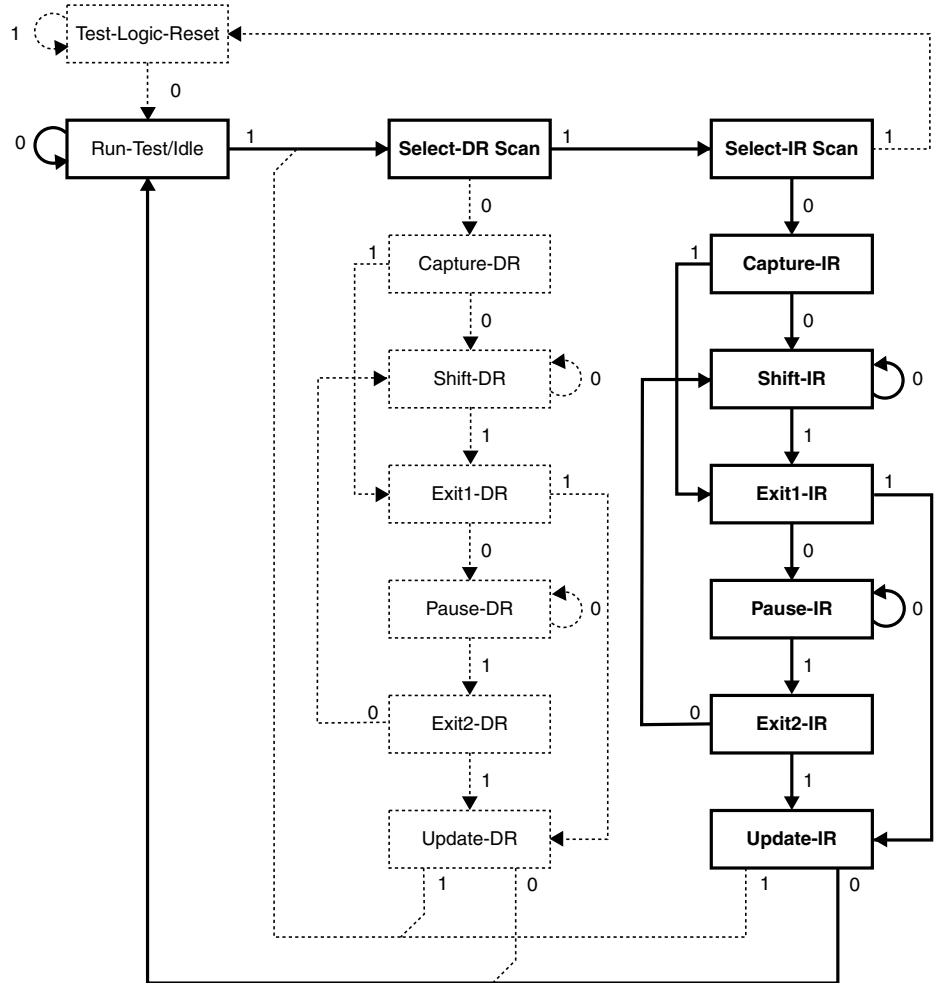 1
Test-Logic-Reset
0
0
Run-Test/Idle
1
Select-DR Scan
1
Select-IR Scan
1
0
0
1
Capture-DR
1
Capture-IR
0
0
Shift-DR
0
Shift-IR
0
1
1
Exit1-DR
1
Exit1-IR
1
0
0
Pause-DR
0
Pause-IR
0
1
1
0
Exit2-DR
0
Exit2-IR
1
1
Update-DR
Update-IR
1
0
1
0